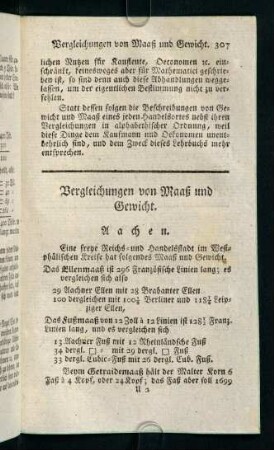 Vergleichungen von Maaß und Gewicht. 307
lichen Nutzen für Kaufleute, Oeconomen ꝛc. ein-
schränkt, keinesweges aber für Mathematici geschrie-
ben ist, so sind denn auch diese Abhandlungen wegge-
lassen, um der eigentlichen Bestimmung nicht zu ver-
fehlen.
Statt dessen folgen die Beschreibungen von Ge-
wicht und Maaß eines jeden Handelsortes nebst ihren
Vergleichungen in alphabetischer Ordnung, weil
diese Dinge dem Kaufmann und Oekonomen unent-
behrlich sind, und dem Zweck dieses Lehrbuchs mehr
entsprechen.
Vergleichungen von Maaß und
Gewicht.
Aachen.
Eine freye Reichs- und Handelsstadt im West-
phälischen Kreise hat folgendes Maaß und Gewicht.
Das Ellenmaaß ist 296 Französische Linien lang; es
vergleichen sich also
29 Aachner Ellen mit 28 Brabanter Ellen
100 dergleichen mit 100¼ Berliner und 118¼ Leip-
ziger Ellen,
Das Fußmaaß von 12 Zoll à 12 Linien ist 128¼ Franz.
Linien lang, und es vergleichen sich
13 Aachner Fuß mit 12 Rheinländische Fuß
34 dergl. □ - mit 29 dergl. □ Fuß
33 dergl. Cubic-Fuß mit 26 dergl. Cub. Fuß.
Beym Getraidemaaß hält der Malter Korn 6
Faß à 4 Kopf, oder 24 Kopf; das Faß aber soll 1699
U 2